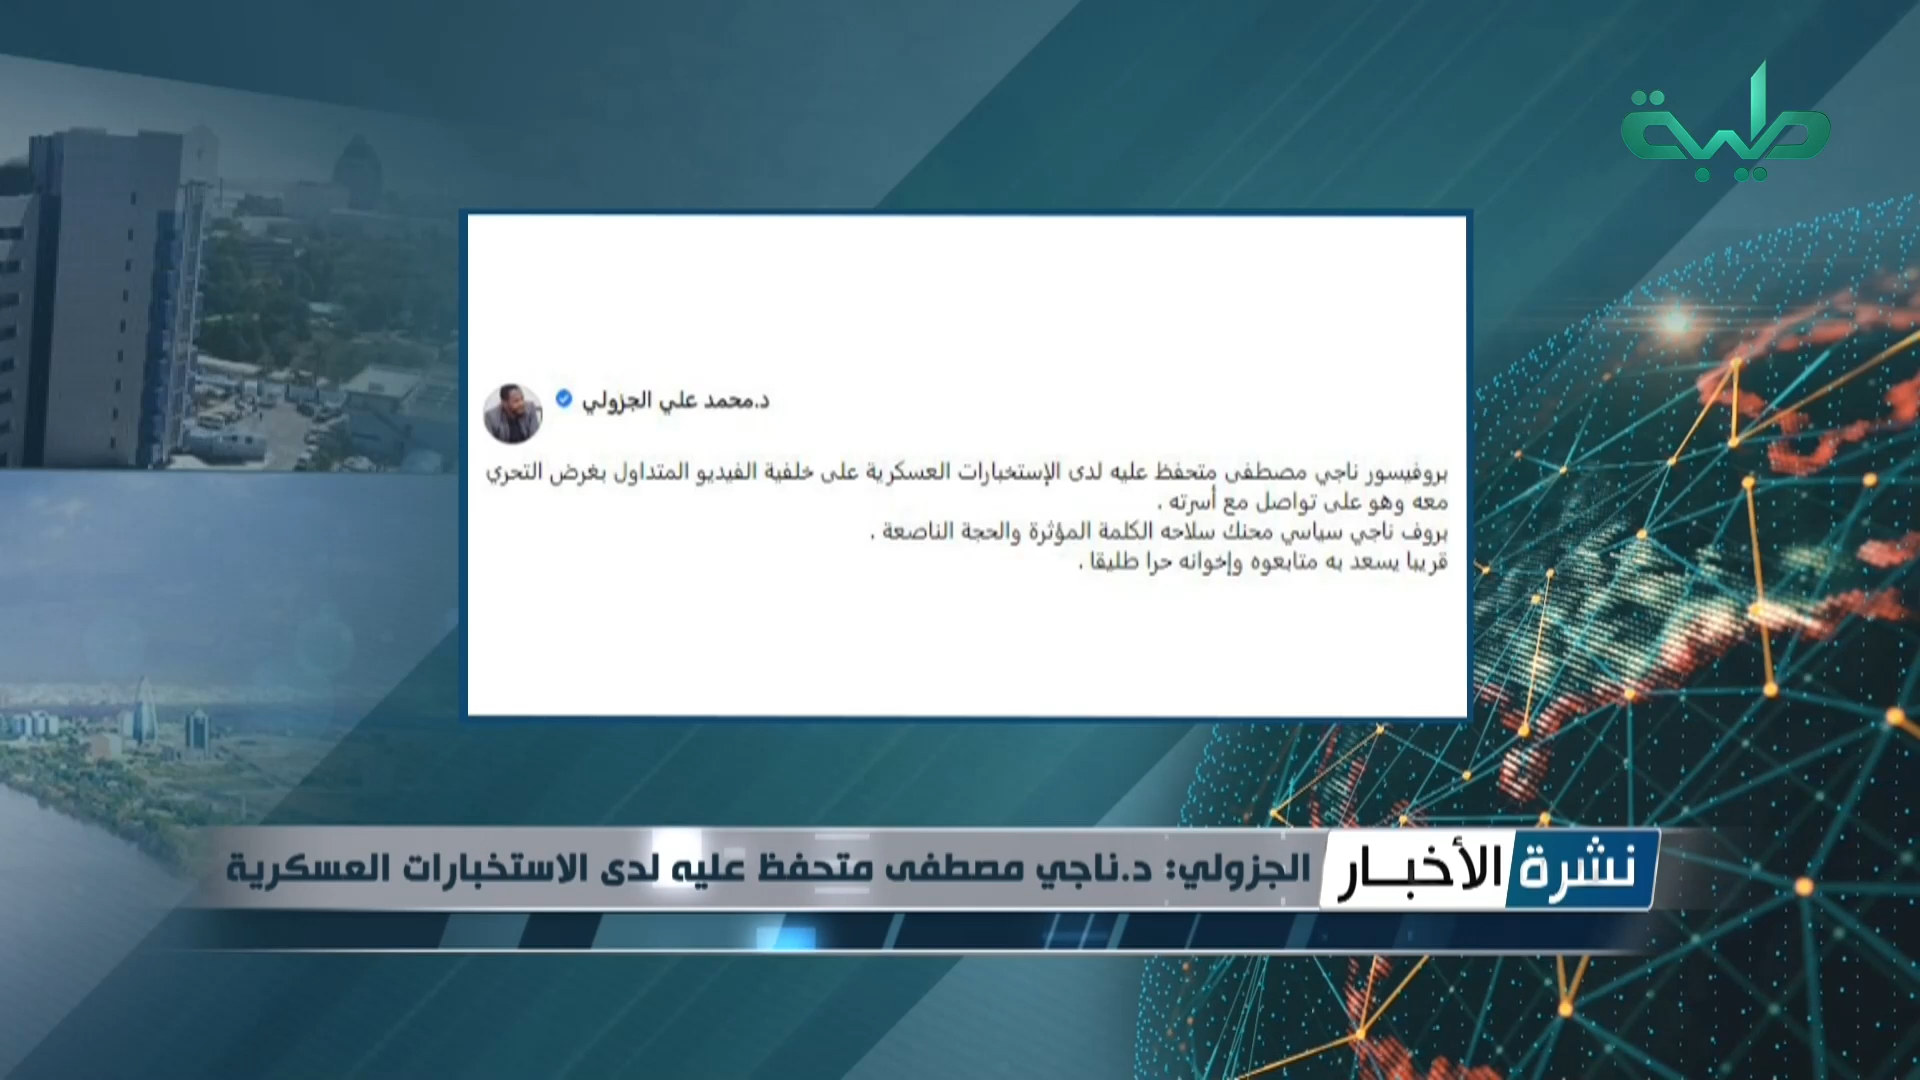 طيبة
د.محمد علي الجزولي
بروفيسور ناجي مصطفى متحفظ عليه لدى الإستخبارات العسكرية على خلفية الفيديو المتداول بغرض التحري
معه وهو على تواصل مع أسرته .
بروف ناجي سياسي محنك سلاحه الكلمة المؤثرة والحجة الناصعة .
قريبا يسعد به متابعوه وإخوانه حرا طليقا .
نشرة الأخبار
الجزولي: د.ناجي مصطفى متحفظ عليه لدى الاستخبارات العسكرية